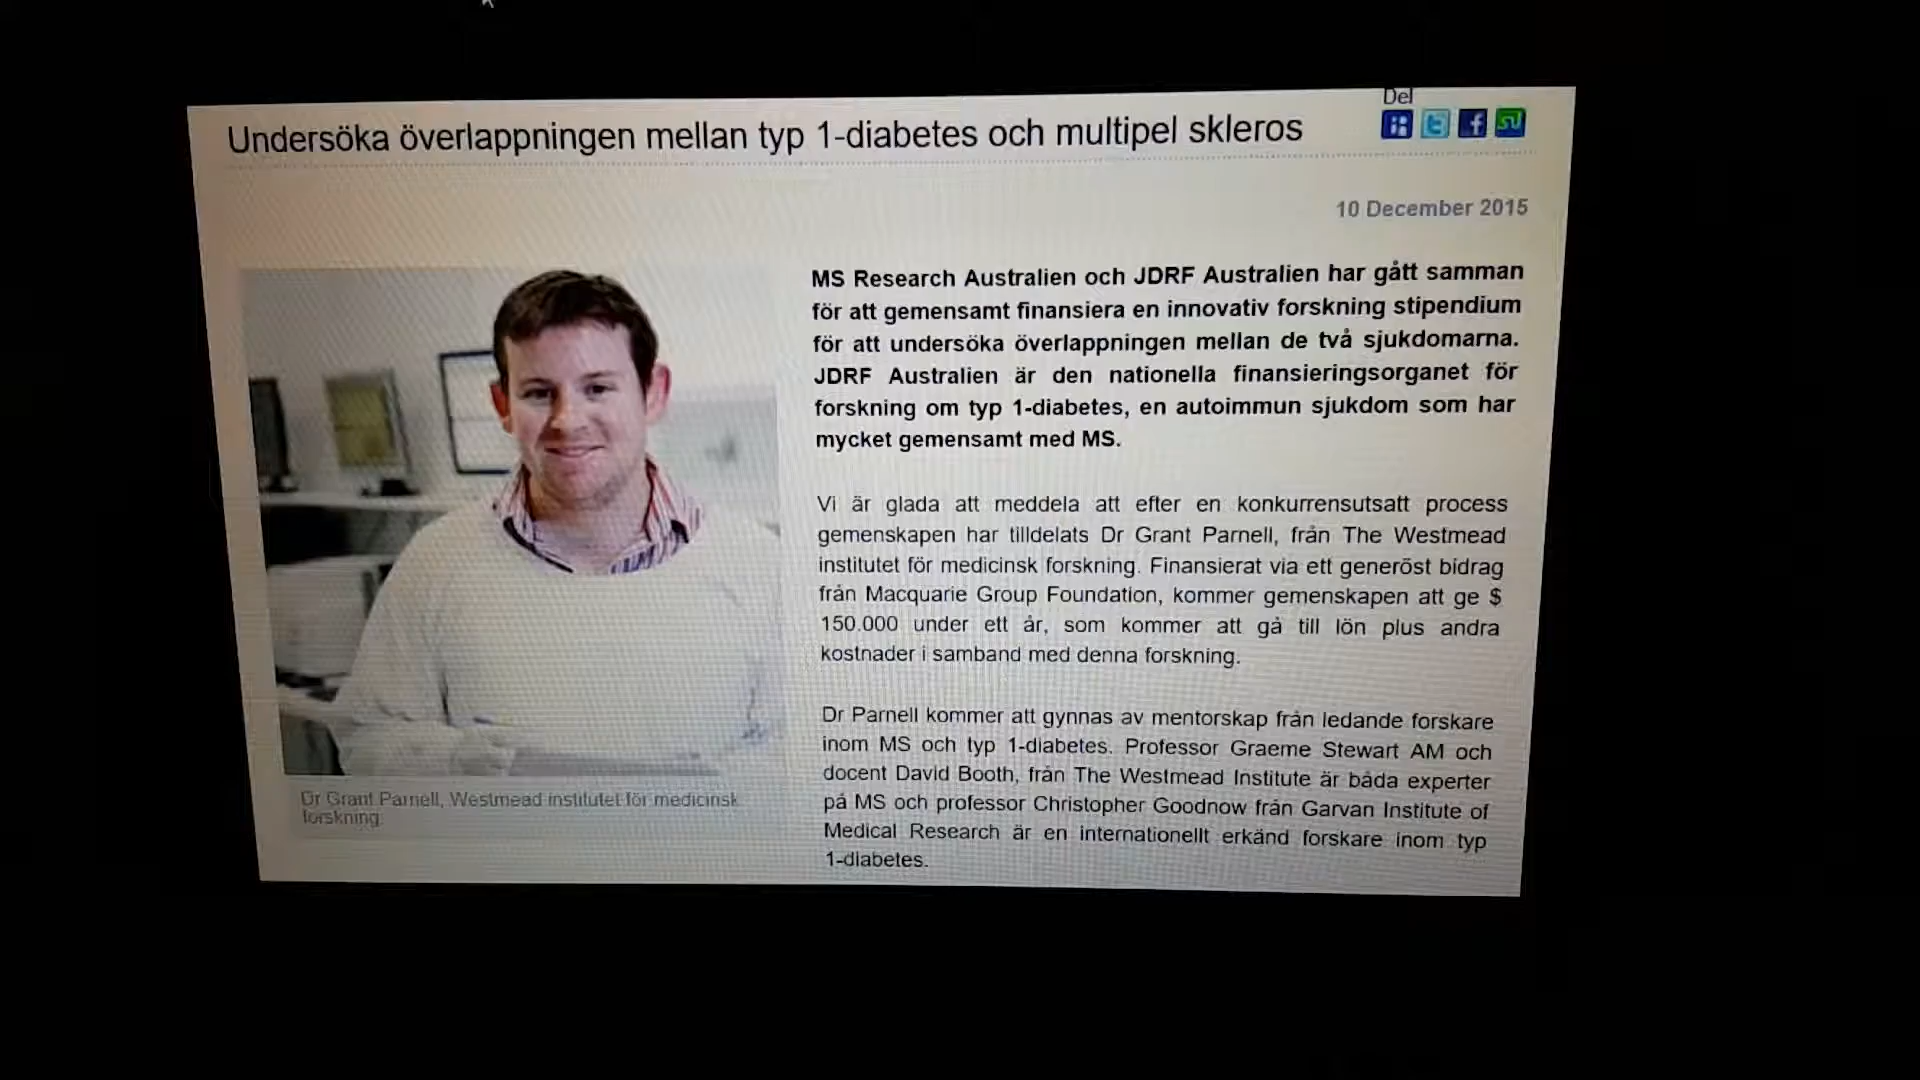 Undersöka överlappningen mellan typ 1-diabetes och multipel skleros
Del
10 December 2015
MS Research Australien och JDRF Australien har gått samman
för att gemensamt finansiera en innovativ forskning stipendium
för att undersöka överlappningen mellan de två sjukdomarna.
JDRF Australien är den nationella finansieringsorganet för
forskning om typ 1-diabetes, en autoimmun sjukdom som har
mycket gemensamt med MS.
Vi är glada att meddela att efter en konkurrensutsatt process
gemenskapen har tilldelats Dr Grant Parnell, från The Westmead
institutet för medicinsk forskning. Finansierat via ett generöst bidrag
från Macquarie Group Foundation, kommer gemenskapen att ge $
150.000 under ett år, som kommer att gå till lön plus andra
kostnader i samband med denna forskning.
Dr Parnell kommer att gynnas av mentorskap från ledande forskare
inom MS och typ 1-diabetes. Professor Graeme Stewart AM och
docent David Booth, från The Westmead Institute är båda experter
på MS och professor Christopher Goodnow från Garvan Institute of
Medical Research är en internationellt erkänd forskare inom typ
1-diabetes.
Dr Grant Parnell, Westmead institutet för medicinsk
forskning.